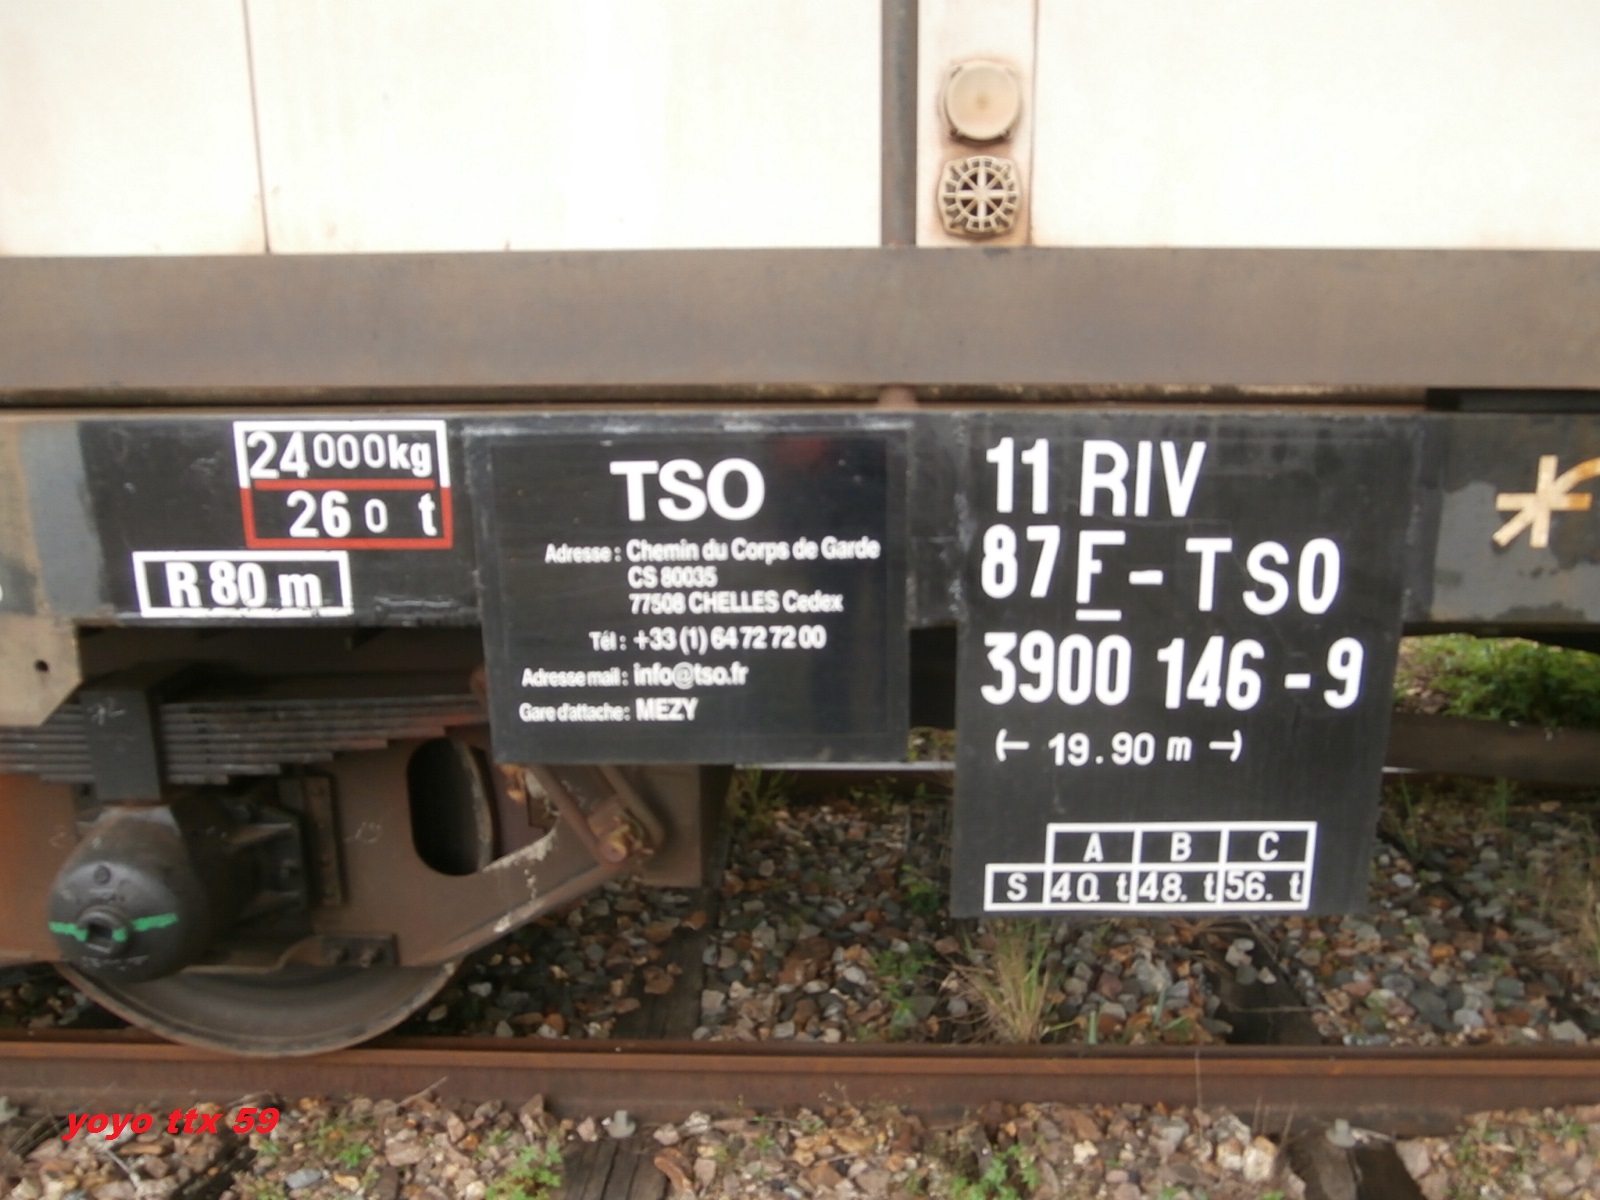 24 000kg
26 0 t
R 80 m
TSO
Adresse : Chemin du Corps de Garde
CS 80035
77508 CHELLES Cedex
Tél : +33 (1) 64 72 72 00
Adresse mail : info@tso.fr
Gare d'attache : MEZY
11 RIV
87 F - TSO
3900 146 - 9
19.90 m
A B C
S 40. t 48. t 56. t
yoyo ttx 59